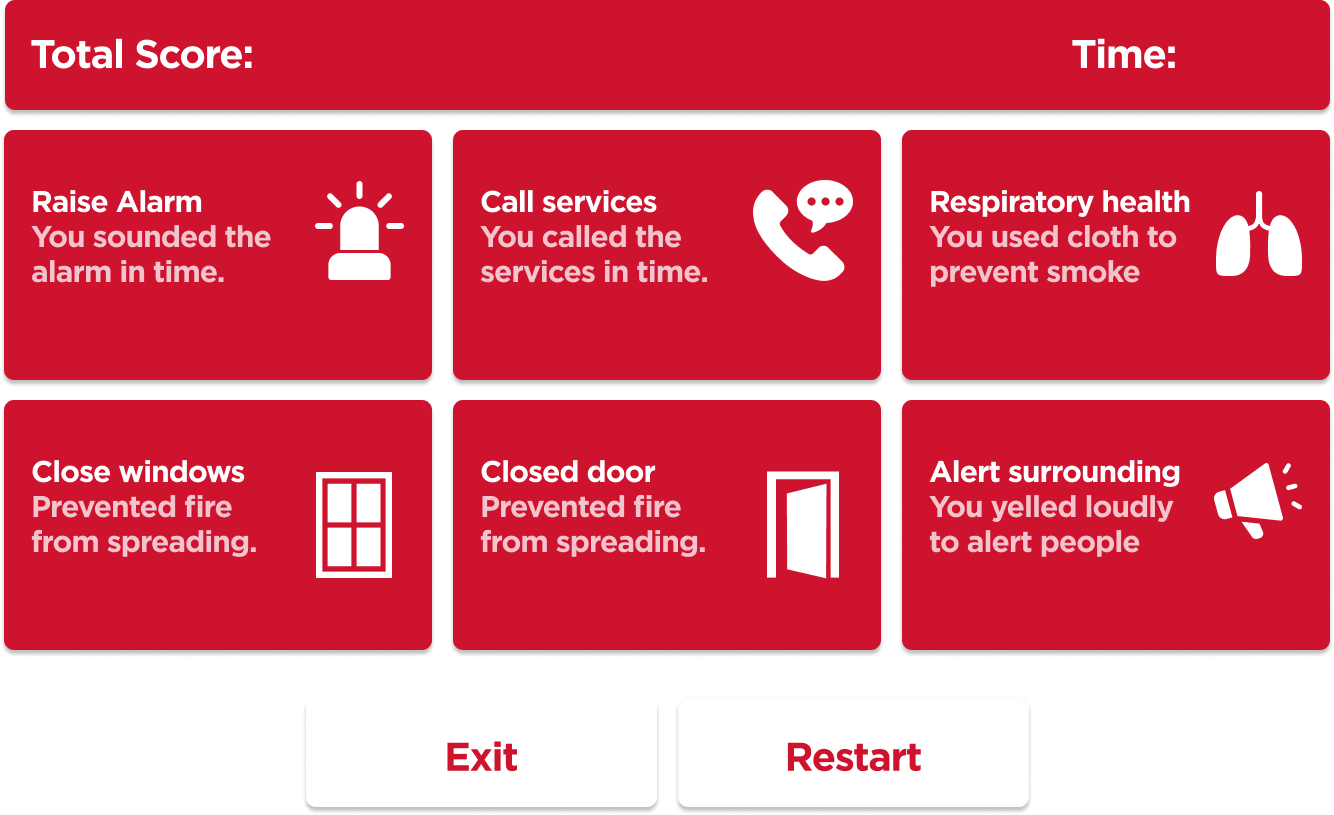 Total Score:
Time:
Raise Alarm
You sounded the
alarm in time.
Call services
You called the
services in time.
Respiratory health
You used cloth to
prevent smoke
Close windows
Prevented fire
from spreading.
Closed door
Prevented fire
from spreading.
Alert surrounding
You yelled loudly
to alert people
Exit
Restart